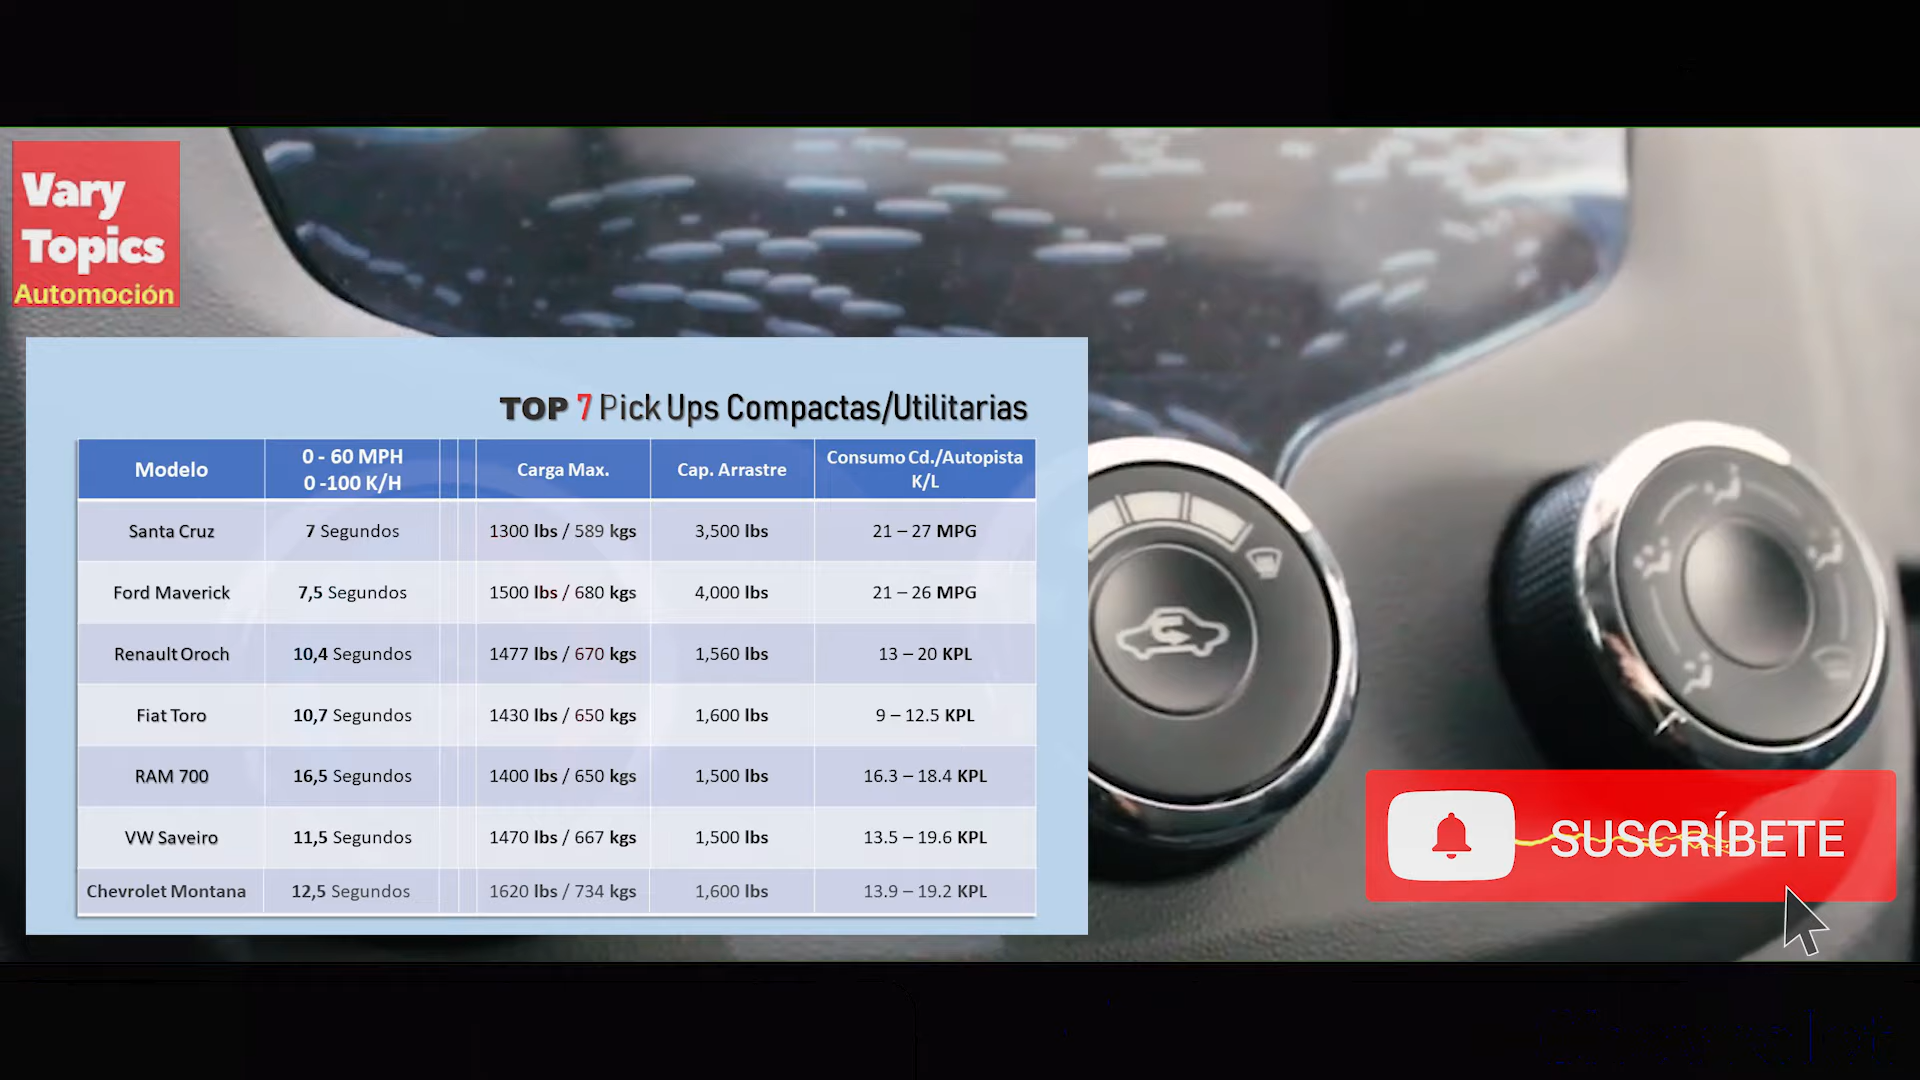 Vary
Topics
Automoción
TOP 7 Pick Ups Compactas/Utilitarias
Modelo
0 - 60 MPH
0 -100 K/H
Carga Max.
Cap. Arrastre
Consumo Cd./Autopista
K/L
Santa Cruz 7 Segundos 1300 lbs / 589 kgs 3,500 lbs 21 – 27 MPG
Ford Maverick 7,5 Segundos 1500 lbs / 680 kgs 4,000 lbs 21 – 26 MPG
Renault Oroch 10,4 Segundos 1477 lbs / 670 kgs 1,560 lbs 13 – 20 KPL
Fiat Toro 10,7 Segundos 1430 lbs / 650 kgs 1,600 lbs 9 – 12.5 KPL
RAM 700 16,5 Segundos 1400 lbs / 650 kgs 1,500 lbs 16.3 – 18.4 KPL
VW Saveiro 11,5 Segundos 1470 lbs / 667 kgs 1,500 lbs 13.5 – 19.6 KPL
Chevrolet Montana 12,5 Segundos 1620 lbs / 734 kgs 1,600 lbs 13.9 – 19.2 KPL
SUSCRÍBETE